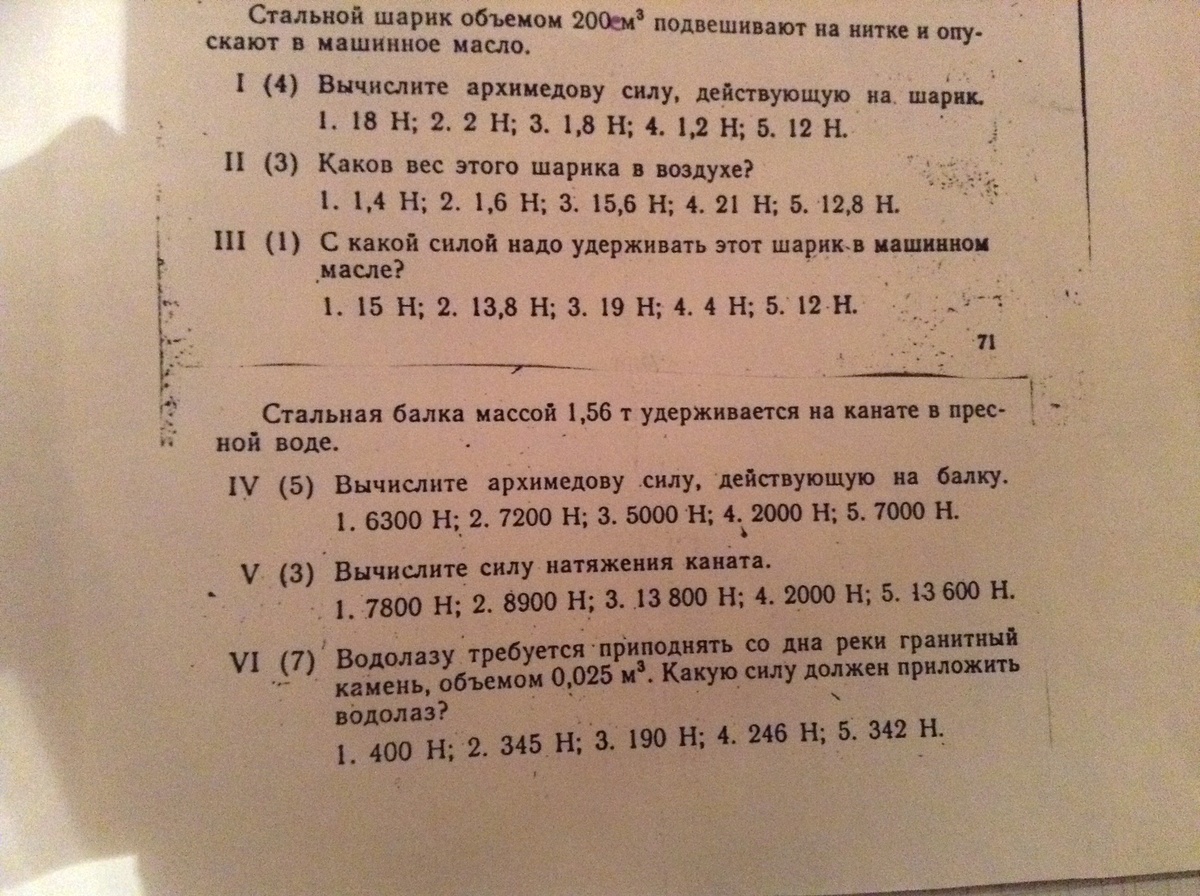 Стальной шарик объемом 200 см³ подвешивают на нитке и опу-
скают в машинное масло.
I (4) Вычислите архимедову силу, действующую на шарик.
1. 18 Н; 2. 2 Н; 3. 1,8 Н; 4. 1,2 Н; 5. 12 Н.
II (3) Каков вес этого шарика в воздухе?
1. 1,4 Н; 2. 1,6 Н; 3. 15,6 Н; 4. 21 Н; 5. 12,8 Н.
III (1) С какой силой надо удерживать этот шарик в машинном
масле?
1. 15 Н; 2. 13,8 Н; 3. 19 Н; 4. 4 Н; 5. 12 Н.
71
Стальная балка массой 1,56 т удерживается на канате в прес-
ной воде.
IV (5) Вычислите архимедову силу, действующую на балку.
1. 6300 Н; 2. 7200 Н; 3. 5000 Н; 4. 2000 Н; 5. 7000 Н.
V (3) Вычислите силу натяжения каната.
1. 7800 Н; 2. 8900 Н; 3. 13 800 Н; 4. 2000 Н; 5. 13 600 Н.
VI (7) Водолазу требуется приподнять со дна реки гранитный
камень, объемом 0,025 м³. Какую силу должен приложить
водолаз?
1. 400 Н; 2. 345 Н; 3. 190 Н; 4. 246 Н; 5. 342 Н.